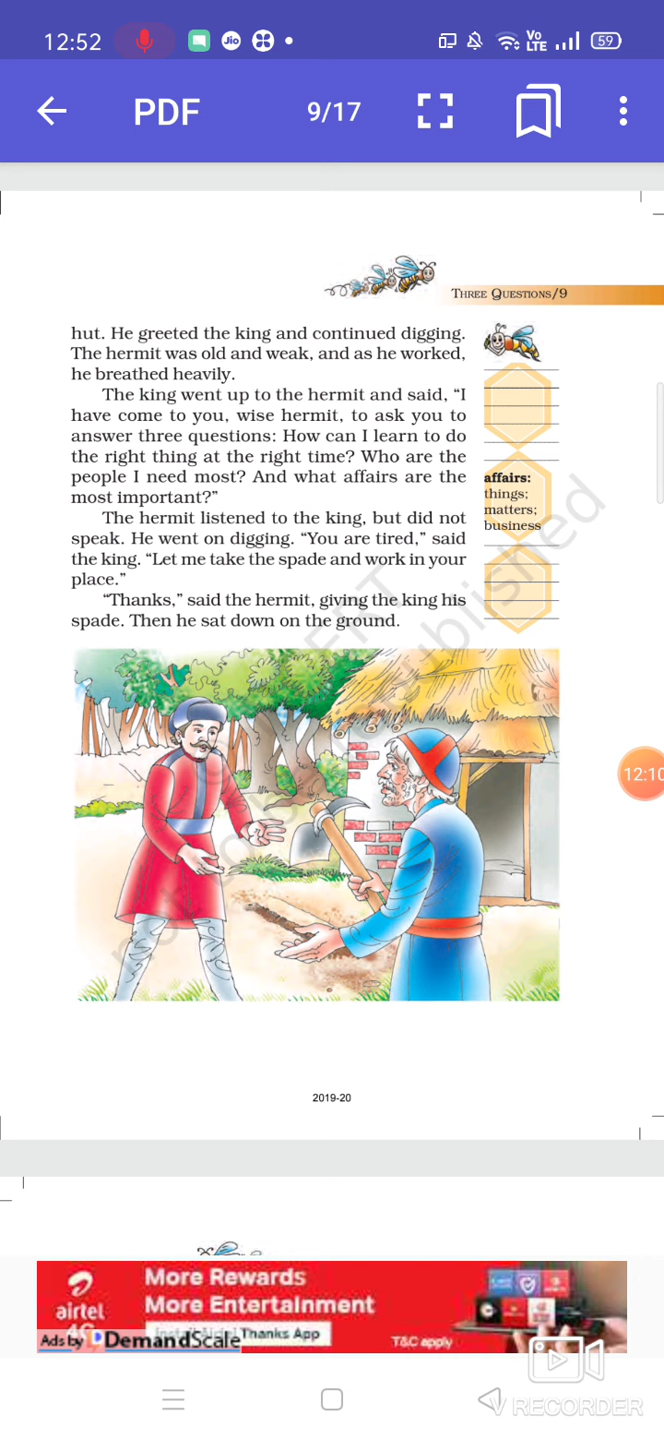 12:52
Jio
Vo
LTE
59
PDF
9/17
THREE QUESTIONS/9
hut. He greeted the king and continued digging.
The hermit was old and weak, and as he worked,
he breathed heavily.
The king went up to the hermit and said, “I
have come to you, wise hermit, to ask you to
answer three questions: How can I learn to do
the right thing at the right time? Who are the
people I need most? And what affairs are the
most important?”
The hermit listened to the king, but did not
speak. He went on digging. “You are tired,” said
the king. “Let me take the spade and work in your
place.”
“Thanks,” said the hermit, giving the king his
spade. Then he sat down on the ground.
affairs:
things;
matters;
business
12:10
2019-20
More Rewards
More Entertainment
airtel
Thanks App
Ads by DemandScale
T&C apply
V RECORDER